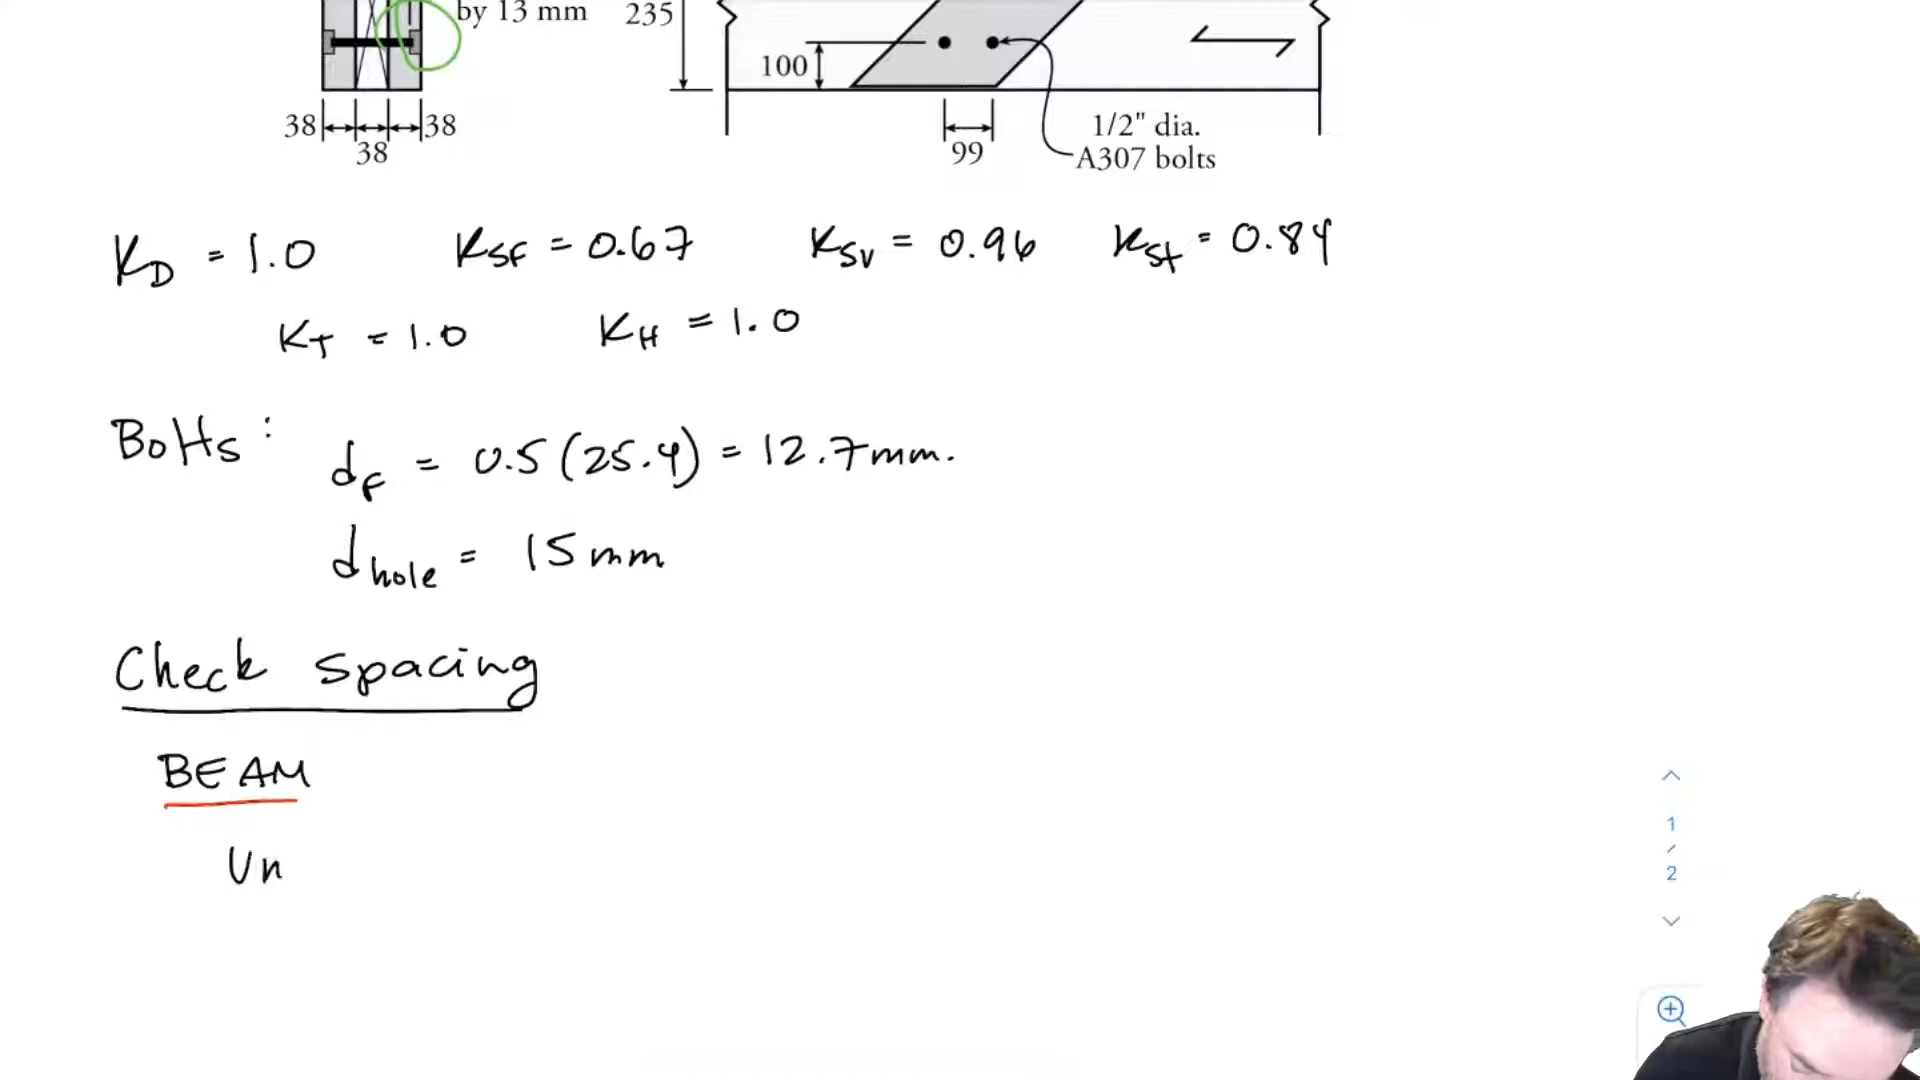 by 13 mm
235
100
38
38
38
99
1/2" dia.
A307 bolts
K_D = 1.0 K_SF = 0.67 K_SV = 0.96 K_St = 0.84
K_T = 1.0 K_H = 1.0
Bolts: d_F = 0.5 (25.4) = 12.7mm.
d_hole = 15 mm
Check spacing
BEAM
Un
1
/
2